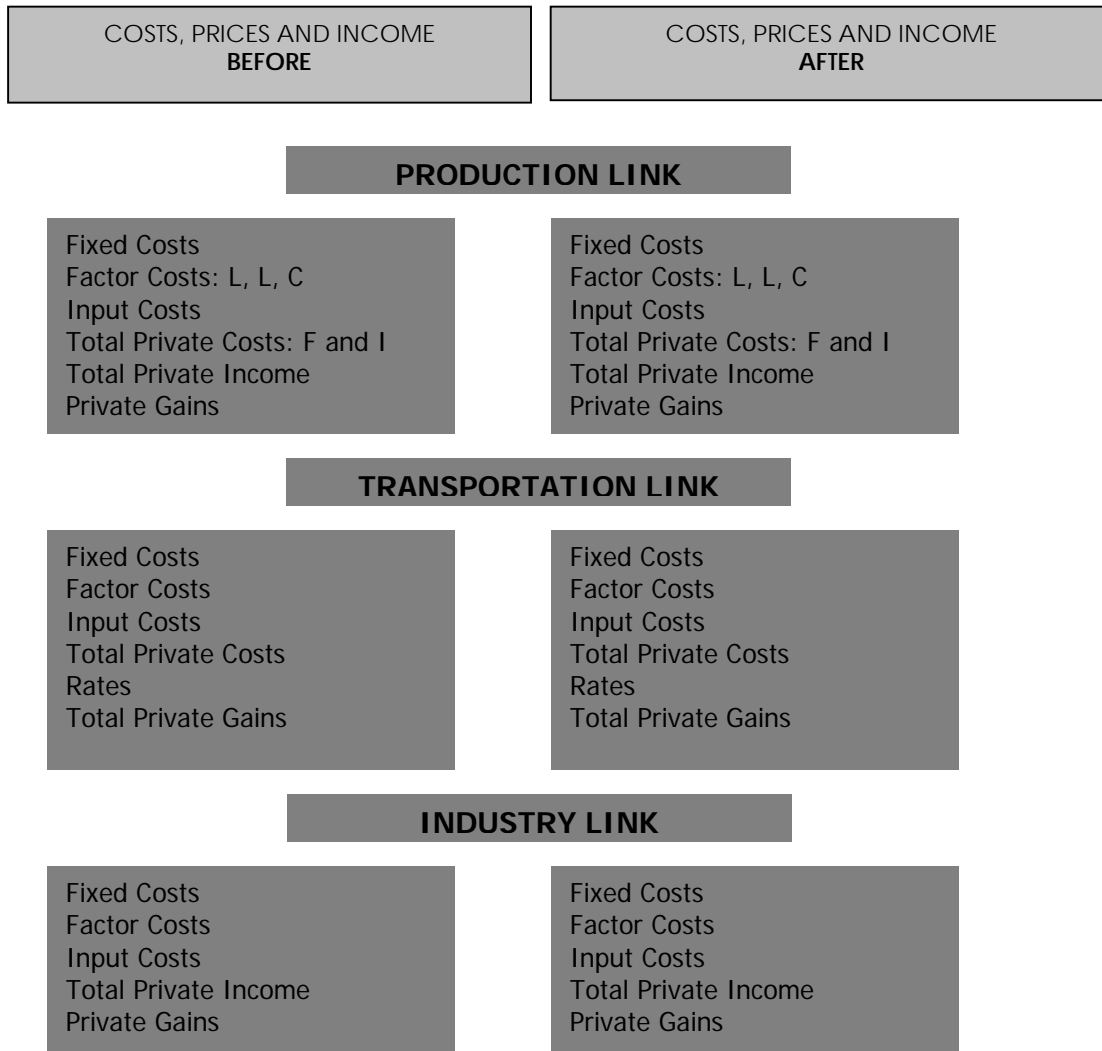 COSTS, PRICES AND INCOME
BEFORE
COSTS, PRICES AND INCOME
AFTER
PRODUCTION LINK
Fixed Costs
Factor Costs: L, L, C
Input Costs
Total Private Costs: F and I
Total Private Income
Private Gains
Fixed Costs
Factor Costs: L, L, C
Input Costs
Total Private Costs: F and I
Total Private Income
Private Gains
TRANSPORTATION LINK
Fixed Costs
Factor Costs
Input Costs
Total Private Costs
Rates
Total Private Gains
Fixed Costs
Factor Costs
Input Costs
Total Private Costs
Rates
Total Private Gains
INDUSTRY LINK
Fixed Costs
Factor Costs
Input Costs
Total Private Income
Private Gains
Fixed Costs
Factor Costs
Input Costs
Total Private Income
Private Gains